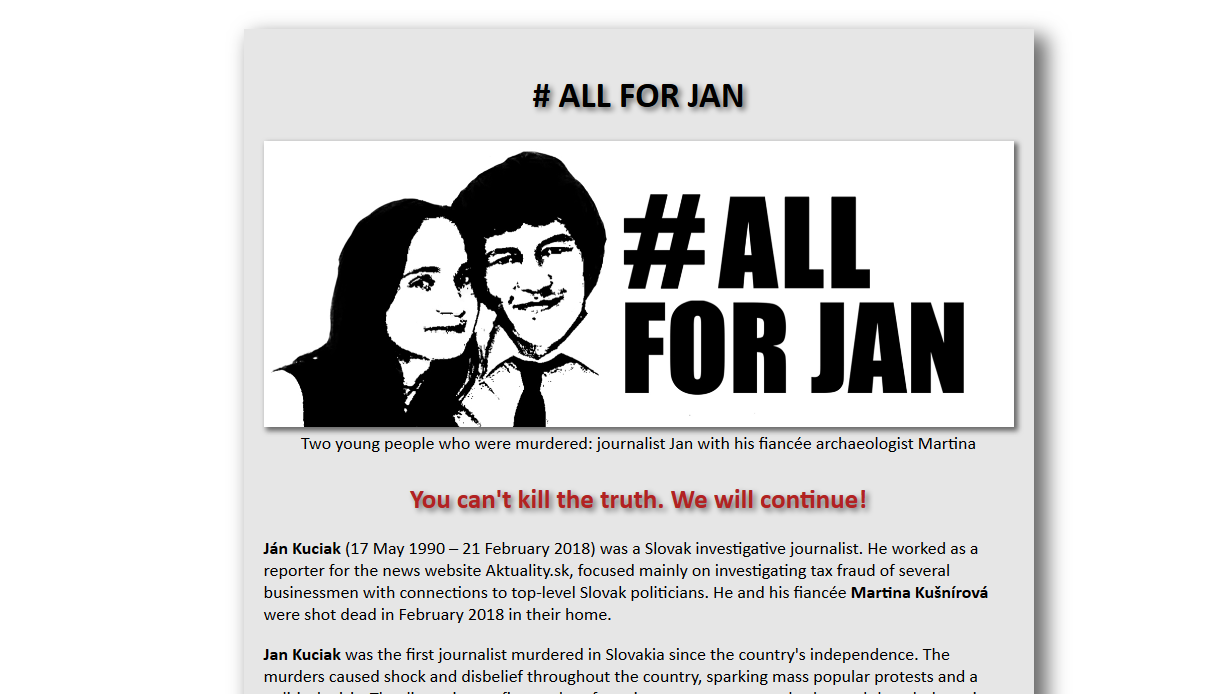 # ALL FOR JAN
# ALL
FOR JAN
Two young people who were murdered: journalist Jan with his fiancée archaeologist Martina
You can't kill the truth. We will continue!
Ján Kuciak (17 May 1990 – 21 February 2018) was a Slovak investigative journalist. He worked as a
reporter for the news website Aktuality.sk, focused mainly on investigating tax fraud of several
businessmen with connections to top-level Slovak politicians. He and his fiancée Martina Kušnírová
were shot dead in February 2018 in their home.
Jan Kuciak was the first journalist murdered in Slovakia since the country's independence. The
murders caused shock and disbelief throughout the country, sparking mass popular protests and a